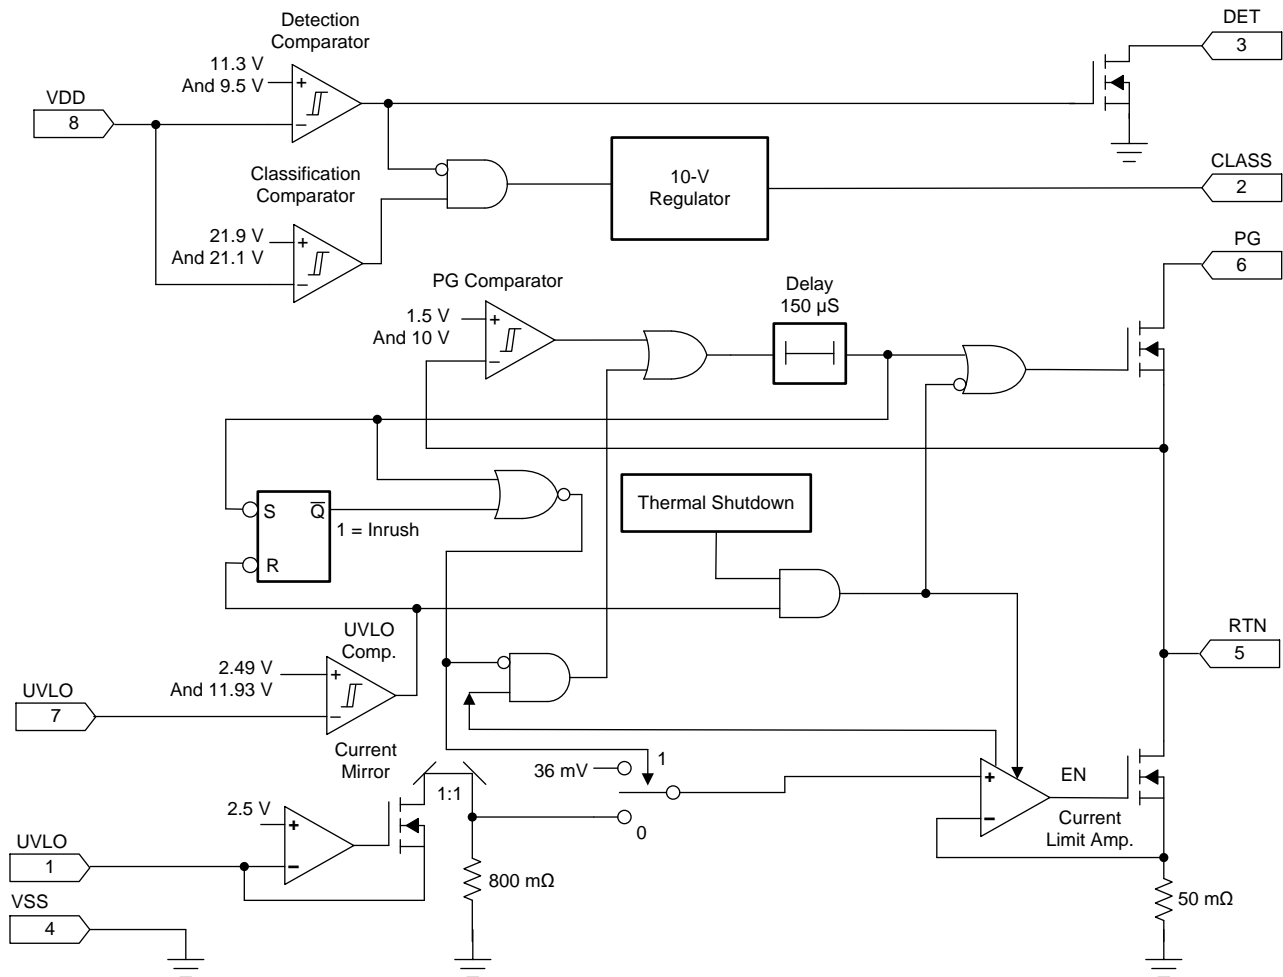 Detection
Comparator
DET
3
11.3 V
And 9.5 V
+
−
VDD
8
Classification
Comparator
10-V
Regulator
CLASS
2
21.9 V
And 21.1 V
+
−
PG
6
PG Comparator
Delay
150 µS
1.5 V
And 10 V
+
−
S
Q̅
R
1 = Inrush
Thermal Shutdown
UVLO
Comp.
RTN
5
2.49 V
And 11.93 V
+
−
UVLO
7
Current
Mirror
1:1
36 mV
1
0
+
−
EN
Current
Limit Amp.
2.5 V
+
−
UVLO
1
800 mΩ
50 mΩ
VSS
4